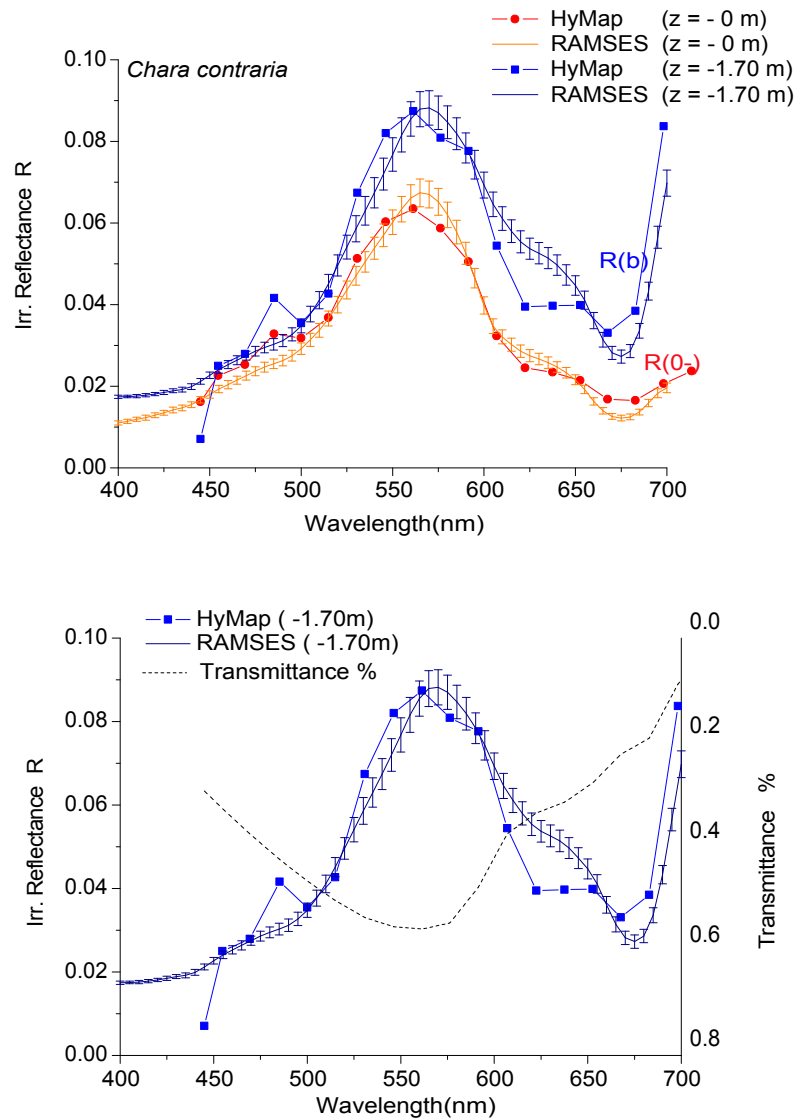 HyMap (z = - 0 m)
RAMSES (z = - 0 m)
HyMap (z = -1.70 m)
RAMSES (z = -1.70 m)
Chara contraria
0.10
0.08
0.06
0.04
0.02
0.00
Irr. Reflectance R
R(b)
R(0-)
400 450 500 550 600 650 700
Wavelength(nm)
HyMap ( -1.70m)
RAMSES ( -1.70m)
Transmittance %
0.10
0.08
0.06
0.04
0.02
0.00
Irr. Reflectance R
0.0
0.2
0.4
0.6
0.8
Transmittance %
400 450 500 550 600 650 700
Wavelength(nm)